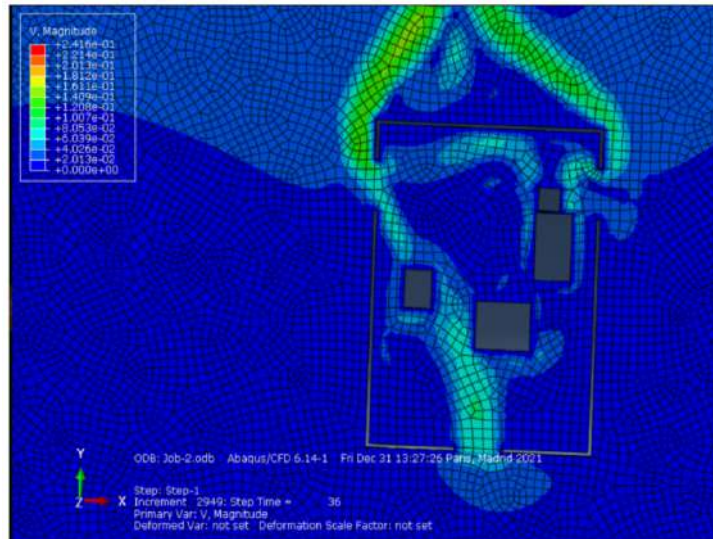 V, Magnitude
+2.416e-01
+2.214e-01
+2.013e-01
+1.812e-01
+1.611e-01
+1.409e-01
+1.208e-01
+1.007e-01
+8.053e-02
+6.039e-02
+4.026e-02
+2.013e-02
+0.000e+00
ODB: Job-2.odb Abaqus/CFD 6.14-1 Fri Dec 31 13:27:26 Paris, Madrid 2021
Y
Z X
Step: Step-1
Increment 2949: Step Time = 36
Primary Var: V, Magnitude
Deformed Var: not set Deformation Scale Factor: not set